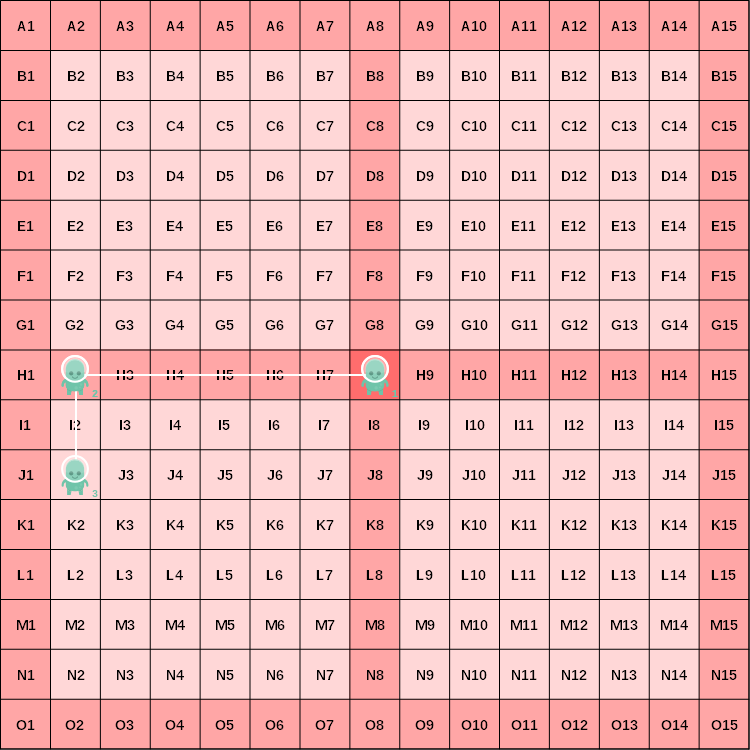 A1 A2 A3 A4 A5 A6 A7 A8 A9 A10 A11 A12 A13 A14 A15
B1 B2 B3 B4 B5 B6 B7 B8 B9 B10 B11 B12 B13 B14 B15
C1 C2 C3 C4 C5 C6 C7 C8 C9 C10 C11 C12 C13 C14 C15
D1 D2 D3 D4 D5 D6 D7 D8 D9 D10 D11 D12 D13 D14 D15
E1 E2 E3 E4 E5 E6 E7 E8 E9 E10 E11 E12 E13 E14 E15
F1 F2 F3 F4 F5 F6 F7 F8 F9 F10 F11 F12 F13 F14 F15
G1 G2 G3 G4 G5 G6 G7 G8 G9 G10 G11 G12 G13 G14 G15
H1 2 H3 H4 H5 H6 H7 1 H9 H10 H11 H12 H13 H14 H15
I1 I2 I3 I4 I5 I6 I7 I8 I9 I10 I11 I12 I13 I14 I15
J1 3 J3 J4 J5 J6 J7 J8 J9 J10 J11 J12 J13 J14 J15
K1 K2 K3 K4 K5 K6 K7 K8 K9 K10 K11 K12 K13 K14 K15
L1 L2 L3 L4 L5 L6 L7 L8 L9 L10 L11 L12 L13 L14 L15
M1 M2 M3 M4 M5 M6 M7 M8 M9 M10 M11 M12 M13 M14 M15
N1 N2 N3 N4 N5 N6 N7 N8 N9 N10 N11 N12 N13 N14 N15
O1 O2 O3 O4 O5 O6 O7 O8 O9 O10 O11 O12 O13 O14 O15